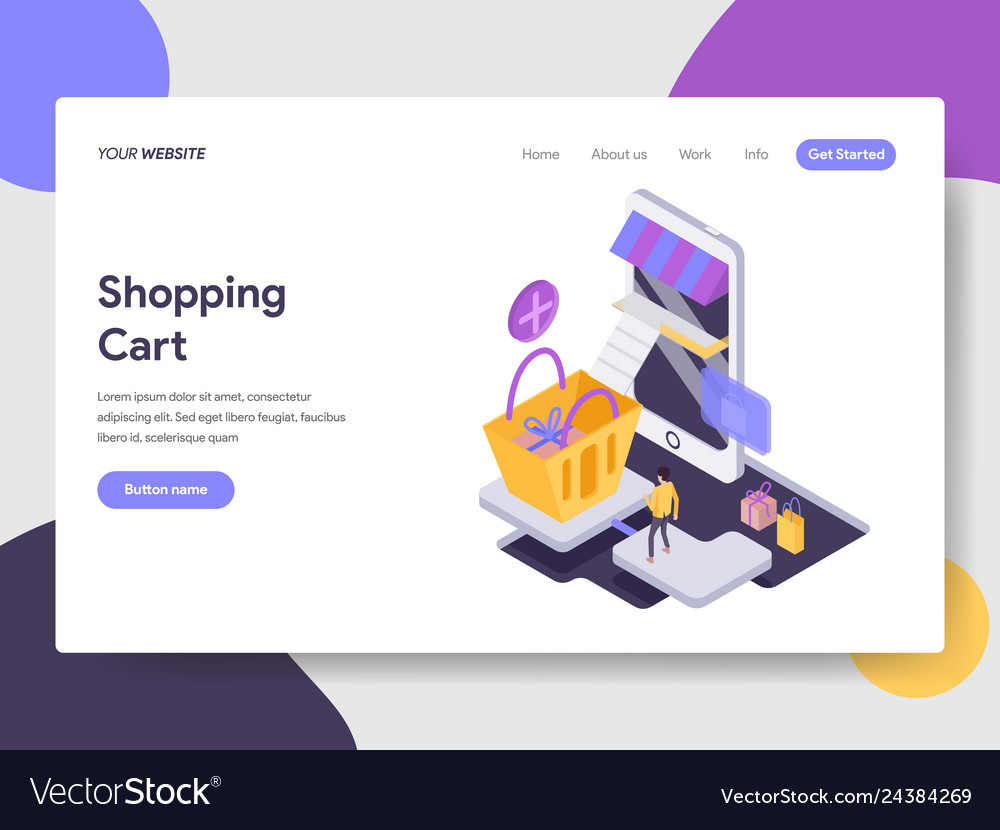 YOUR WEBSITE
Home About us Work Info Get Started
Shopping
Cart
Lorem ipsum dolor sit amet, consectetur
adipiscing elit. Sed eget libero feugiat, faucibus
libero id, scelerisque quam
Button name
VectorStock®
VectorStock.com/24384269